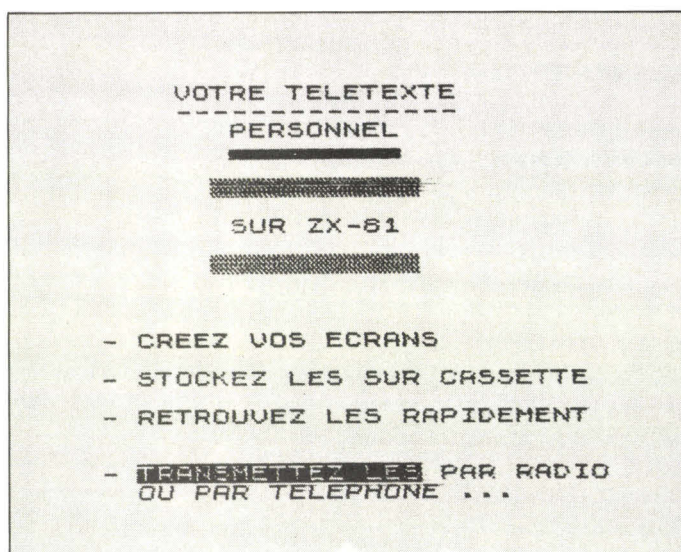 VOTRE TELETEXTE
PERSONNEL
SUR ZX-81
- CREEZ VOS ECRANS
- STOCKEZ LES SUR CASSETTE
- RETROUVEZ LES RAPIDEMENT
- TRANSMETTEZ LES PAR RADIO
OU PAR TELEPHONE ...